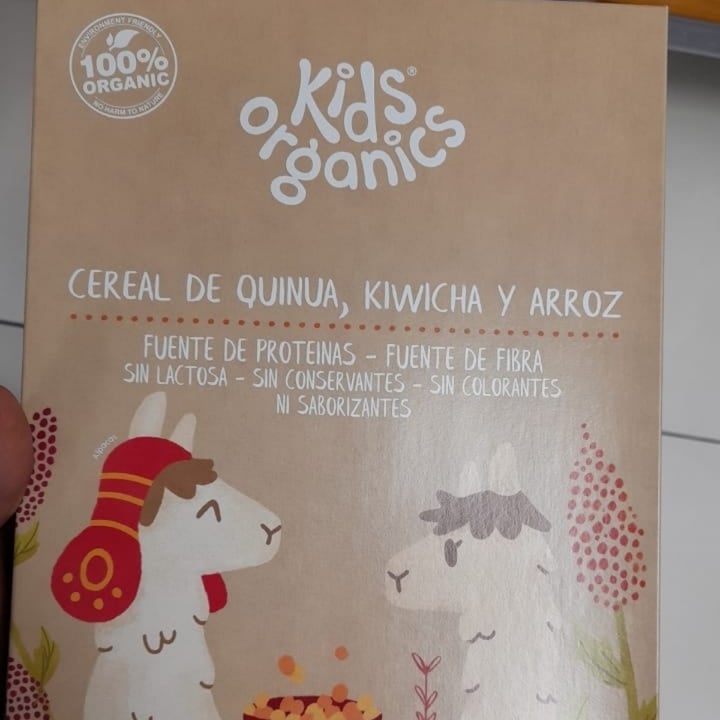 ENVIRONMENT FRIENDLY
100%
ORGANIC
NO HARM TO NATURE
Kids®
organics
CEREAL DE QUINUA, KIWICHA Y ARROZ
FUENTE DE PROTEINAS - FUENTE DE FIBRA
SIN LACTOSA - SIN CONSERVANTES - SIN COLORANTES
NI SABORIZANTES
Alpacas